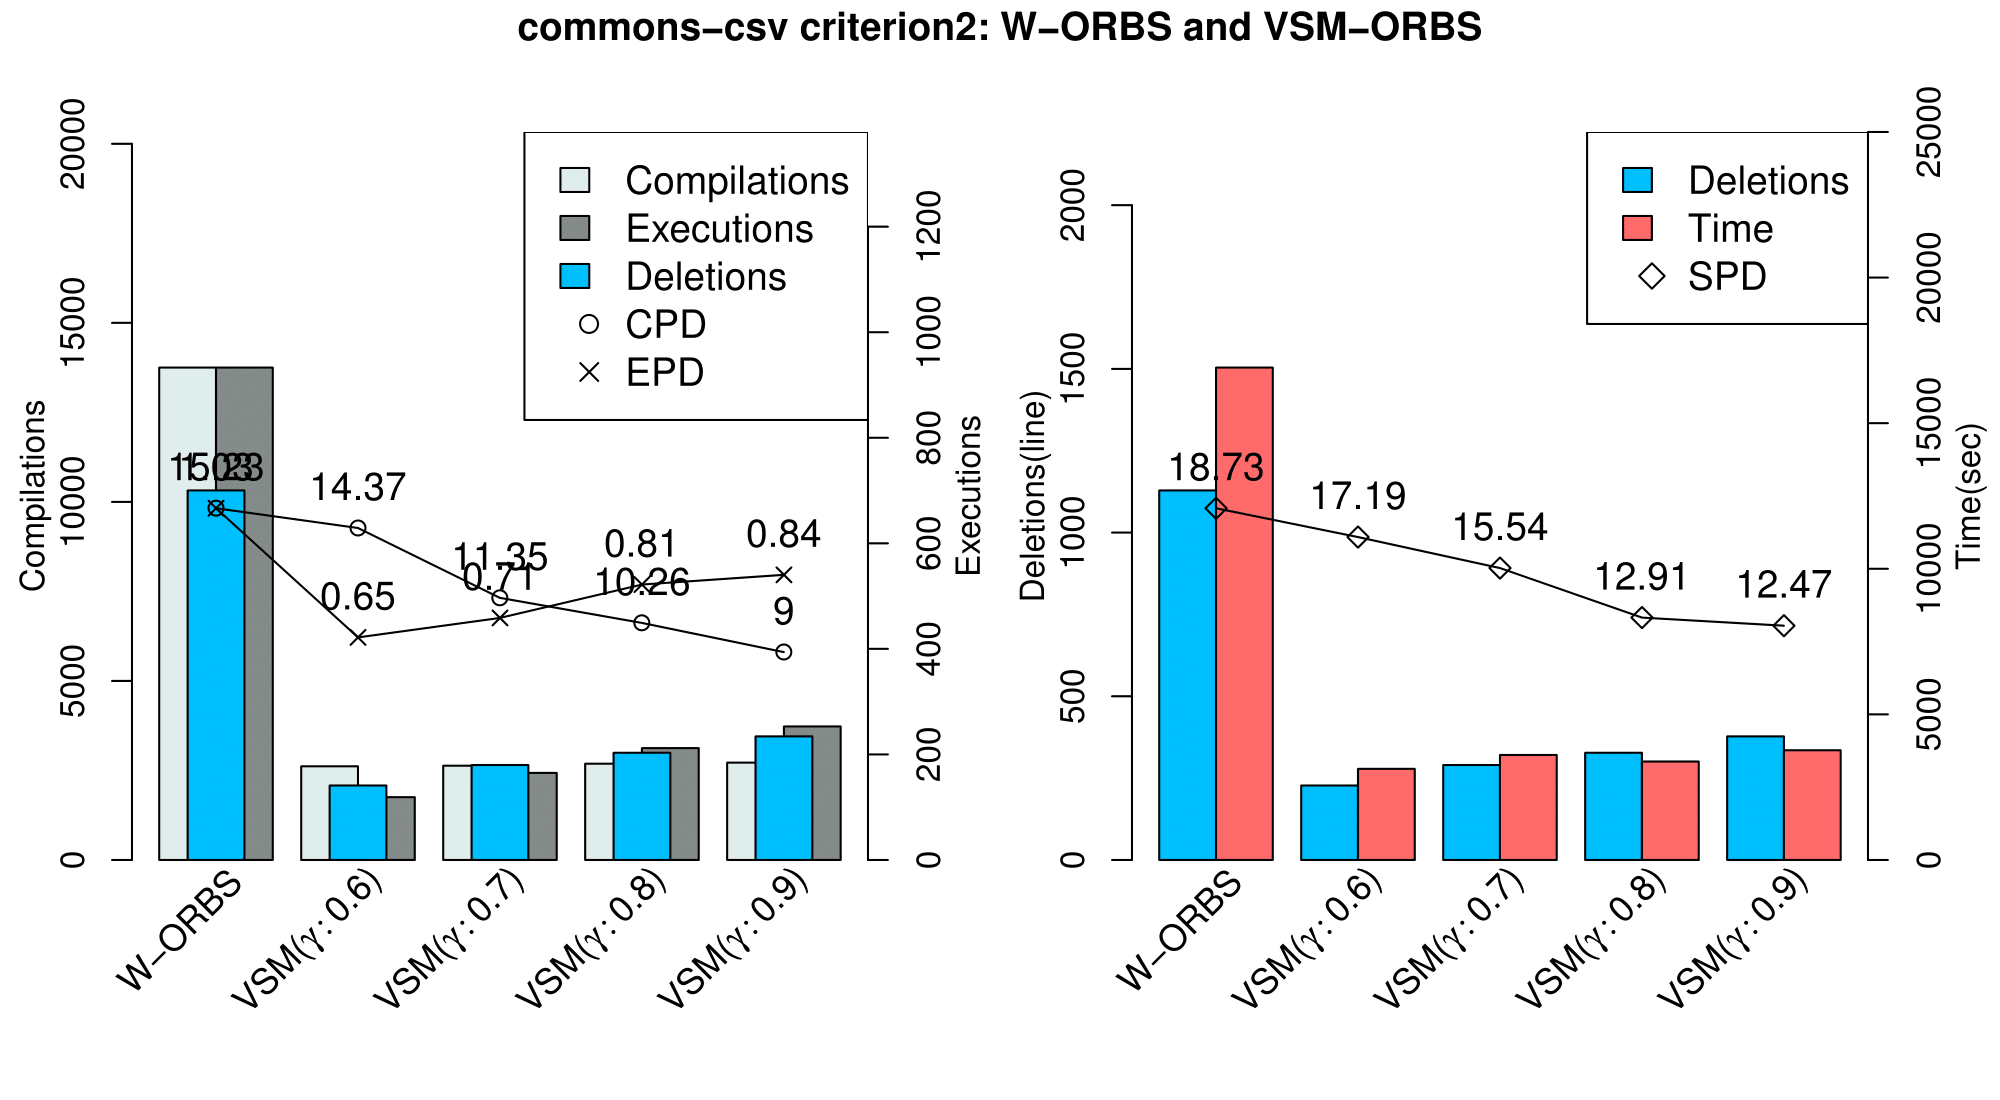 commons−csv criterion2: W−ORBS and VSM−ORBS
Compilations
0
5000
10000
15000
20000
Compilations
Executions
Deletions
CPD
EPD
14.37
11.35
10.26
9
0.65
0.71
0.81
0.84
0
200
400
600
800
1000
1200
Executions
W−ORBS
VSM(γ: 0.6)
VSM(γ: 0.7)
VSM(γ: 0.8)
VSM(γ: 0.9)
Deletions(line)
0
500
1000
1500
2000
Deletions
Time
SPD
18.73
17.19
15.54
12.91
12.47
0
5000
10000
15000
20000
25000
Time(sec)
W−ORBS
VSM(γ: 0.6)
VSM(γ: 0.7)
VSM(γ: 0.8)
VSM(γ: 0.9)